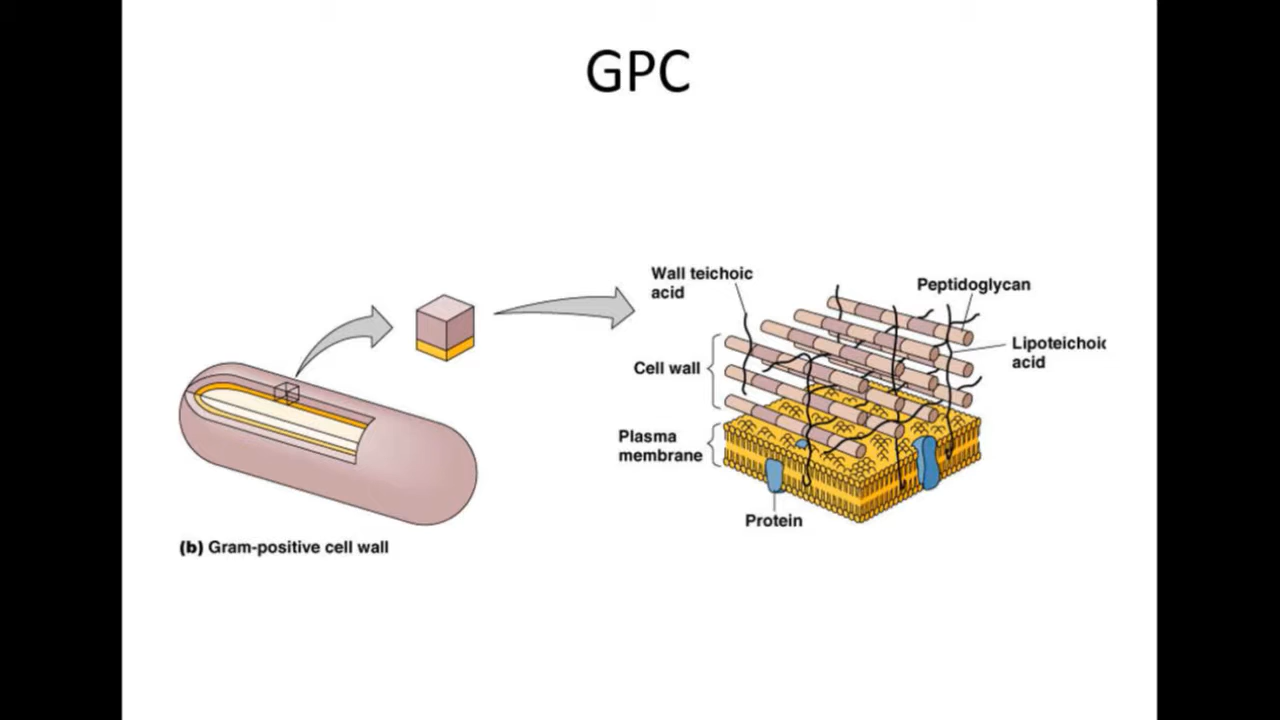 GPC
Wall teichoic
acid
Peptidoglycan
Lipoteichoic
acid
Cell wall
Plasma
membrane
Protein
(b) Gram-positive cell wall